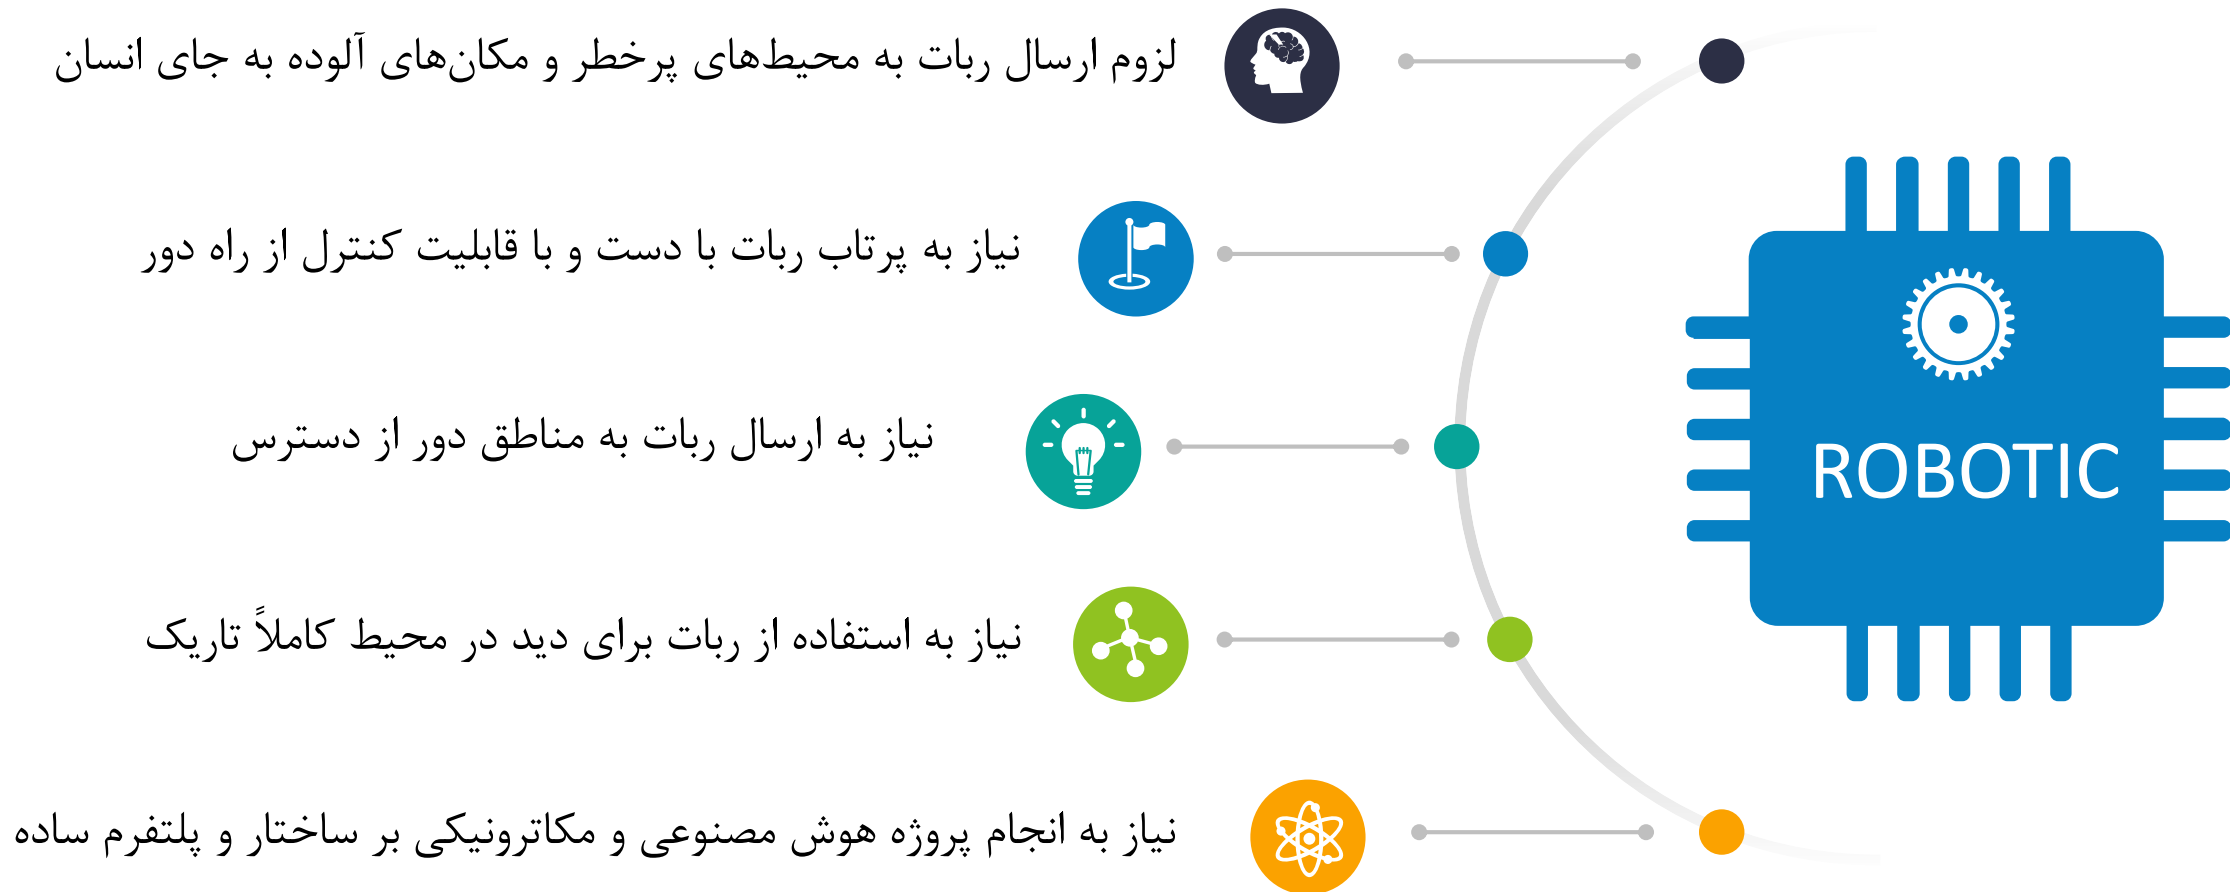 لزوم ارسال ربات به محیط‌های پرخطر و مکان‌های آلوده به جای انسان
نیاز به پرتاب ربات با دست و با قابلیت کنترل از راه دور
نیاز به ارسال ربات به مناطق دور از دسترس
نیاز به استفاده از ربات برای دید در محیط کاملاً تاریک
نیاز به انجام پروژه هوش مصنوعی و مکاترونیکی بر ساختار و پلتفرم ساده
ROBOTIC